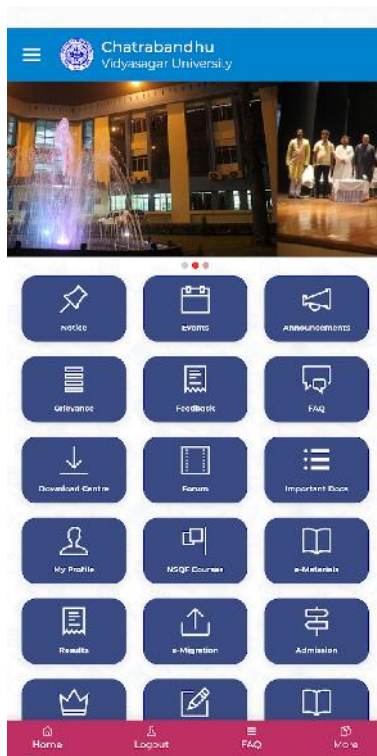 Chatrabandhu
Vidyasagar University
Notice
Events
Announcements
Grievance
Feedback
FAQ
Download Centre
Forum
Important Docs
My Profile
NSQF Courses
e-Materials
Results
e-Migration
Admission
Home
Logout
FAQ
More